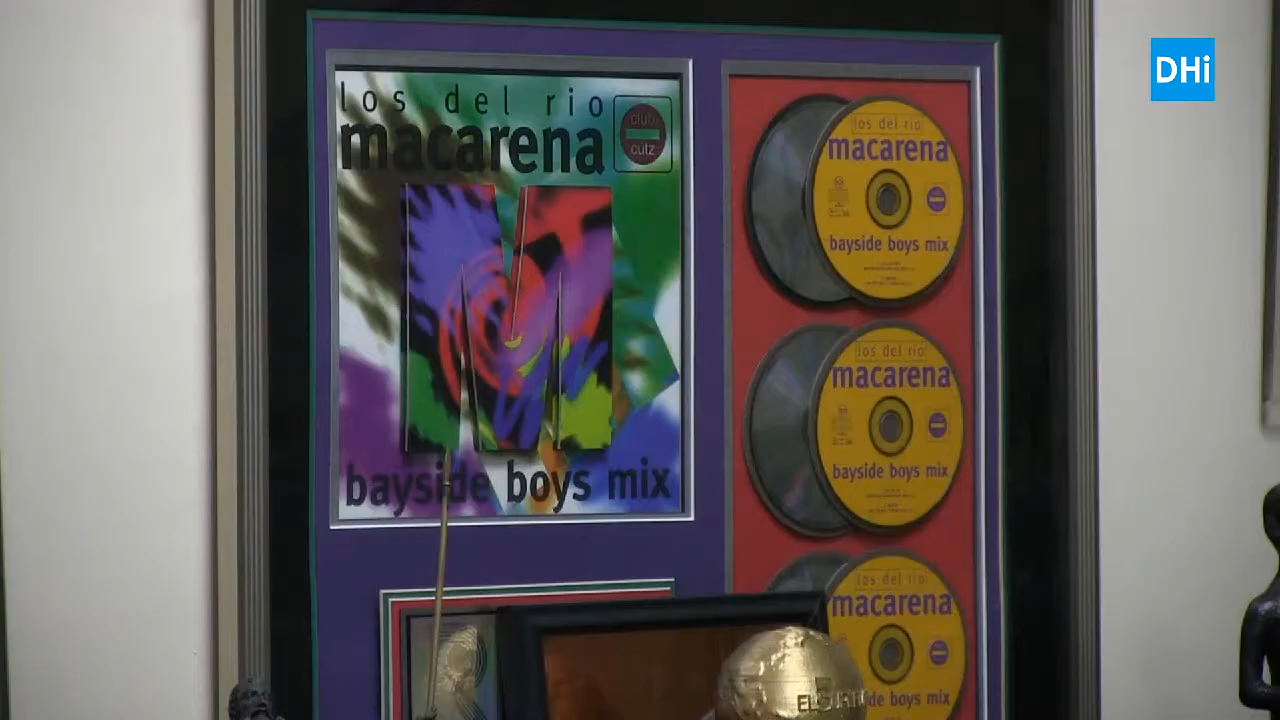 DHi
los del rio
macarena
club
cutz
bayside boys mix
los del rio
macarena
bayside boys mix
los del rio
macarena
bayside boys mix
los del rio
macarena
de boys mix